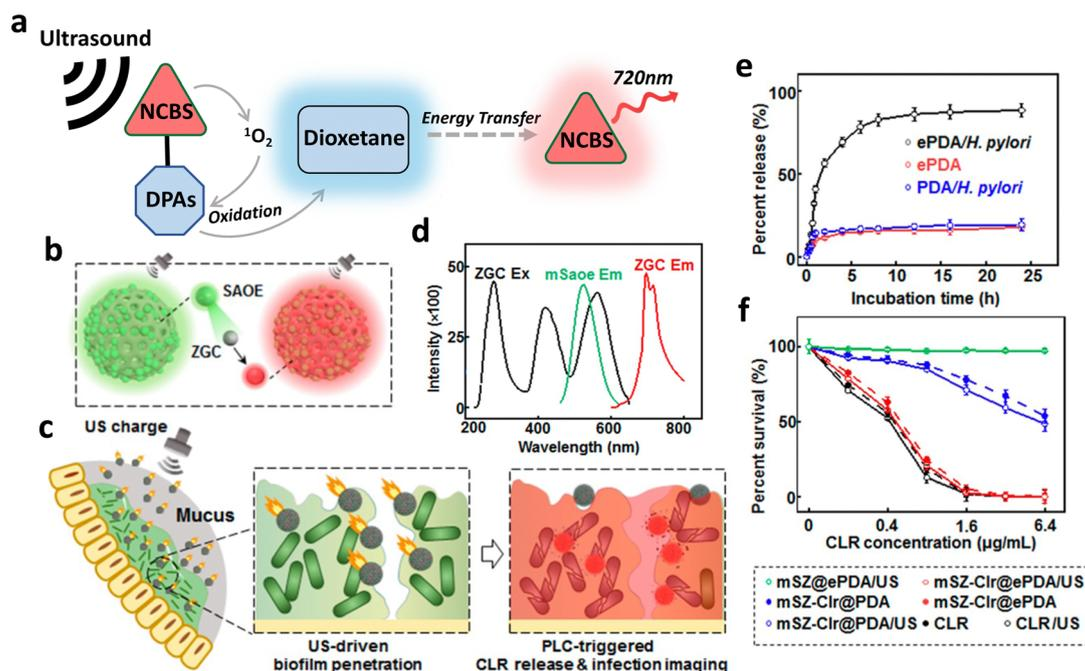 a
Ultrasound
NCBS
DPAs
¹O₂
Oxidation
Dioxetane
Energy Transfer
NCBS
720nm
b
SAOE
ZGC
c
US charge
Mucus
US-driven
biofilm penetration
PLC-triggered
CLR release & infection imaging
d
Intensity (×100)
50
25
0
ZGC Ex
mSaoe Em
ZGC Em
200 400 600 800
Wavelength (nm)
e
Percent release (%)
100
50
0
ePDA/H. pylori
ePDA
PDA/H. pylori
0 5 10 15 20 25
Incubation time (h)
f
Percent survival (%)
100
50
0
0 0.4 1.6 6.4
CLR concentration (μg/mL)
mSZ@ePDA/US mSZ-Clr@ePDA/US
mSZ-Clr@PDA mSZ-Clr@ePDA
mSZ-Clr@PDA/US CLR CLR/US